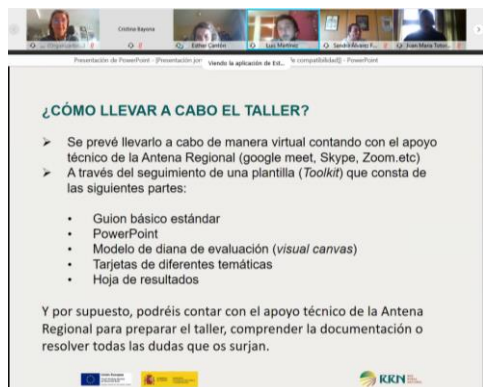 Cristina Bayona
Esther Cantón
Luis Martínez
Viendo la aplicación de Est...
de compatibilidad] - PowerPoint
¿CÓMO LLEVAR A CABO EL TALLER?
➤ Se prevé llevarlo a cabo de manera virtual contando con el apoyo
técnico de la Antena Regional (google meet, Skype, Zoom.etc)
➤ A través del seguimiento de una plantilla (Toolkit) que consta de
las siguientes partes:
• Guion básico estándar
• PowerPoint
• Modelo de diana de evaluación (visual canvas)
• Tarjetas de diferentes temáticas
• Hoja de resultados
Y por supuesto, podréis contar con el apoyo técnico de la Antena
Regional para preparar el taller, comprender la documentación o
resolver todas las dudas que os surjan.
RRN